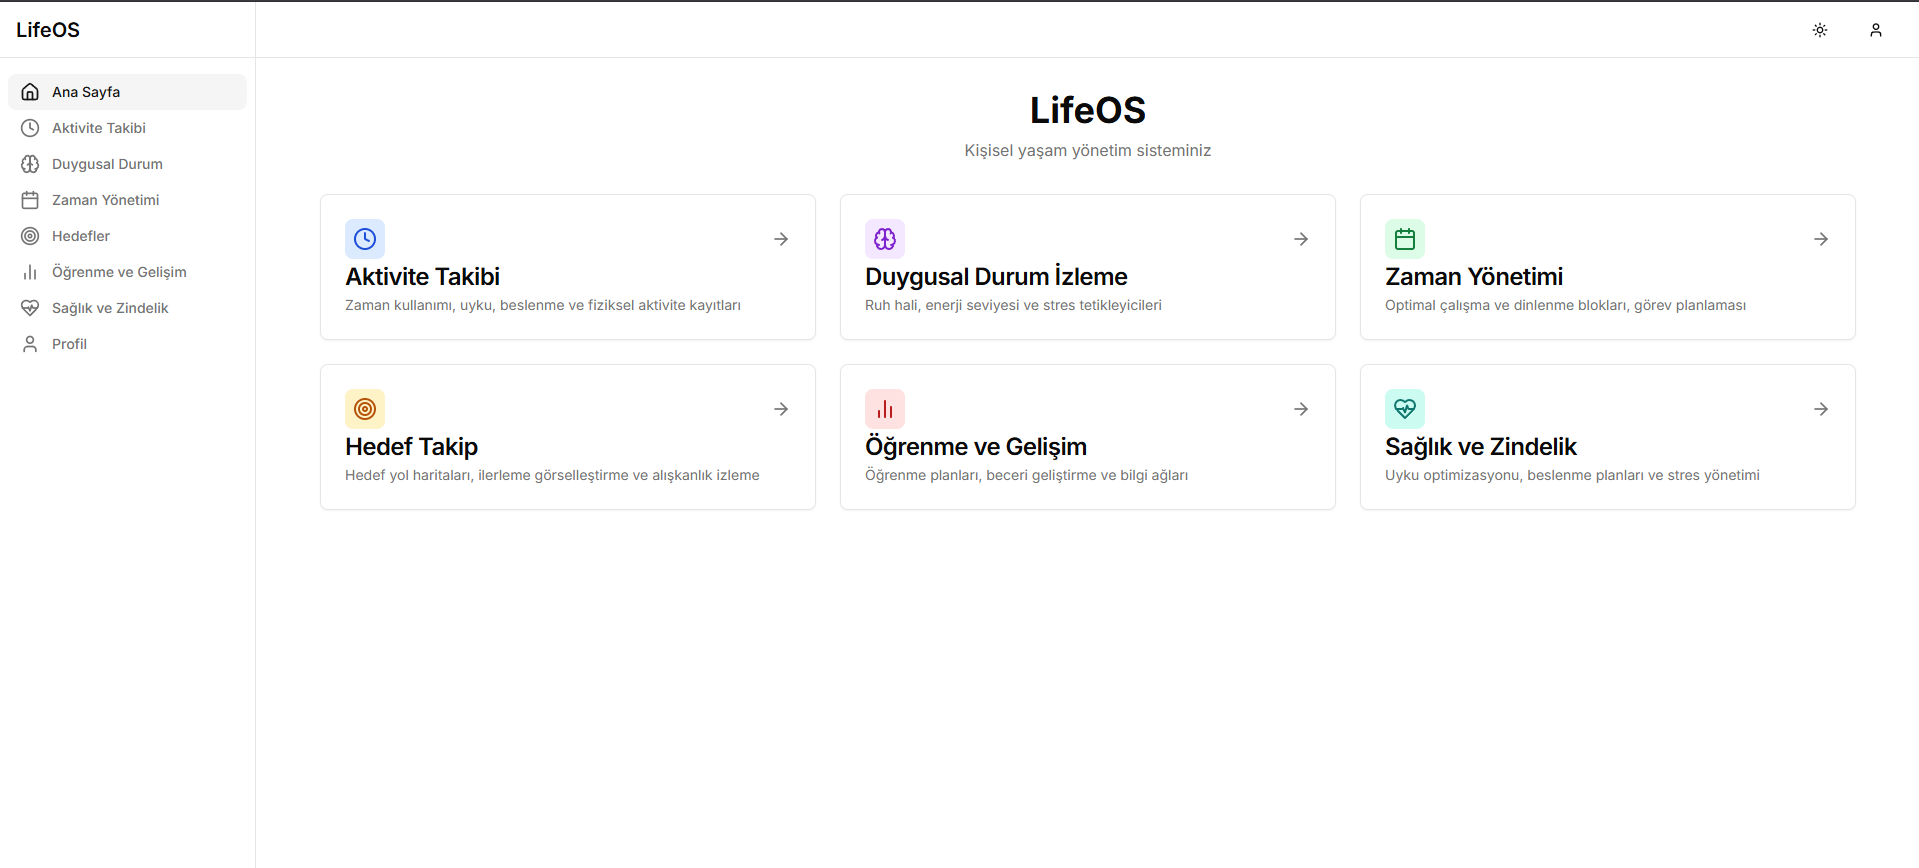 LifeOS
Ana Sayfa
Aktivite Takibi
Duygusal Durum
Zaman Yönetimi
Hedefler
Öğrenme ve Gelişim
Sağlık ve Zindelik
Profil
LifeOS
Kişisel yaşam yönetim sisteminiz
Aktivite Takibi
Zaman kullanımı, uyku, beslenme ve fiziksel aktivite kayıtları
Duygusal Durum İzleme
Ruh hali, enerji seviyesi ve stres tetikleyicileri
Zaman Yönetimi
Optimal çalışma ve dinlenme blokları, görev planlaması
Hedef Takip
Hedef yol haritaları, ilerleme görselleştirme ve alışkanlık izleme
Öğrenme ve Gelişim
Öğrenme planları, beceri geliştirme ve bilgi ağları
Sağlık ve Zindelik
Uyku optimizasyonu, beslenme planları ve stres yönetimi